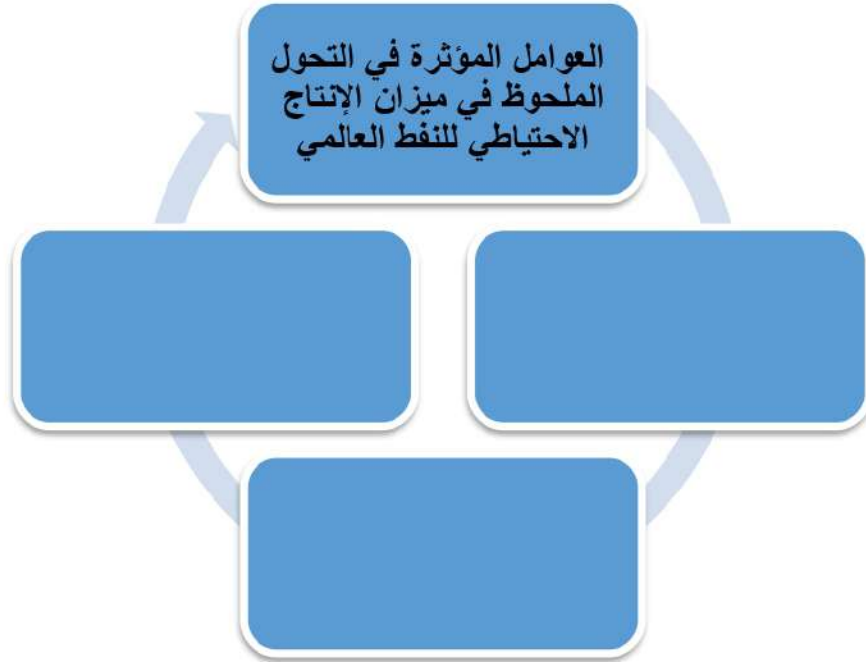 العوامل المؤثرة في التحول
الملحوظ في ميزان الإنتاج
الاحتياطي للنفط العالمي